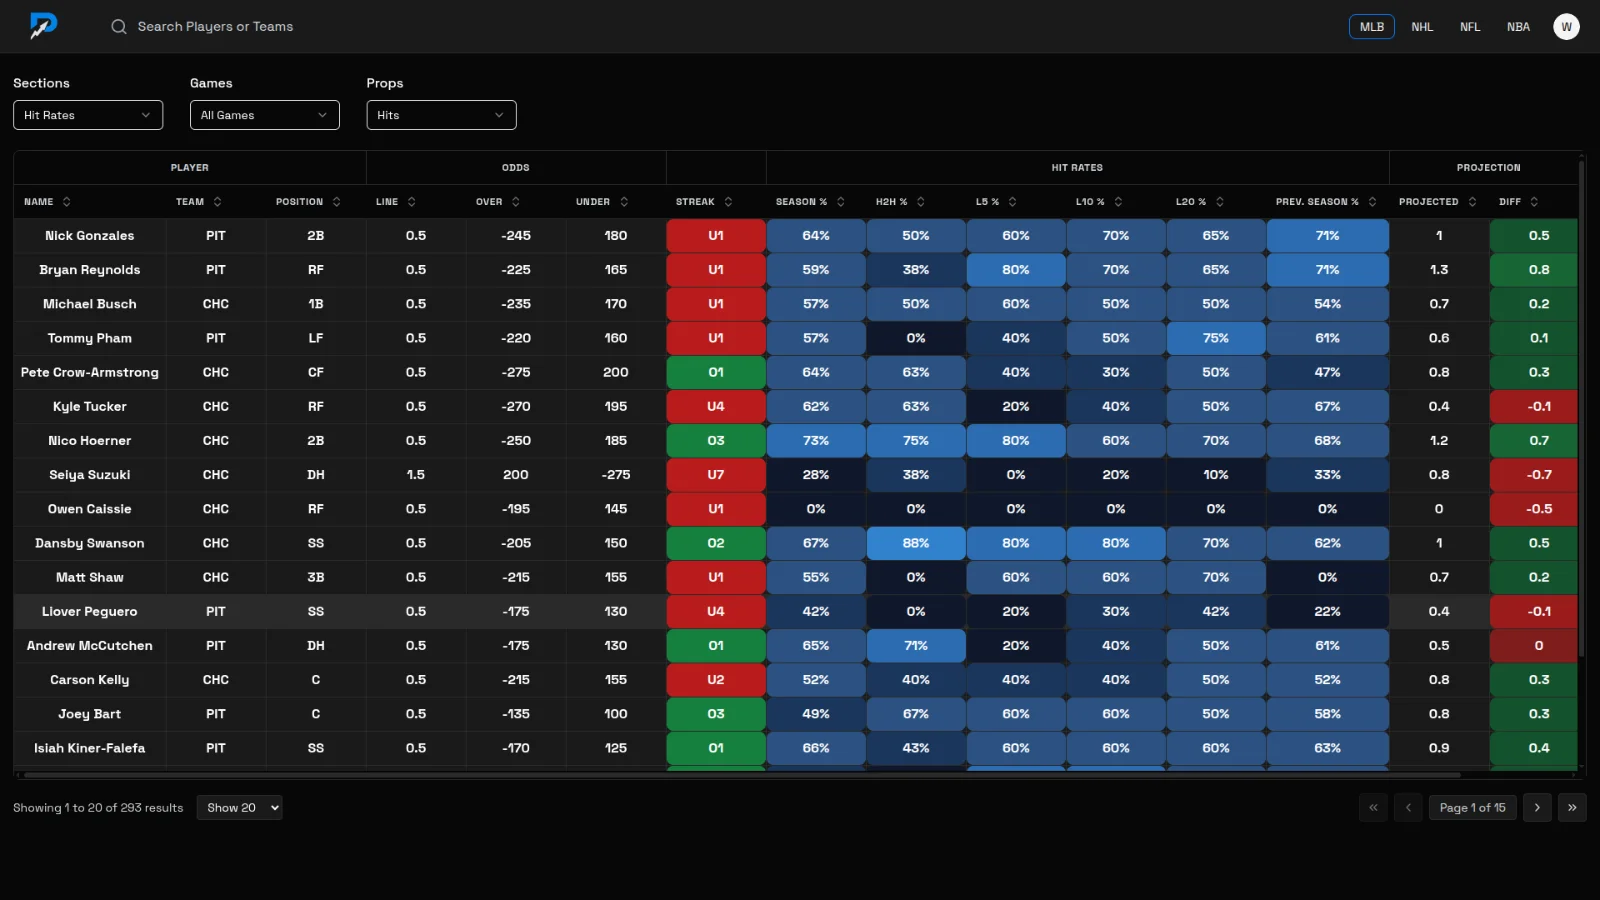 Search Players or Teams
MLB NHL NFL NBA W
Sections Games Props
Hit Rates All Games Hits
PLAYER ODDS HIT RATES PROJECTION
NAME TEAM POSITION LINE OVER UNDER STREAK SEASON % H2H % L5 % L10 % L20 % PREV. SEASON % PROJECTED DIFF
Nick Gonzales PIT 2B 0.5 -245 180 U1 64% 50% 60% 70% 65% 71% 1 0.5
Bryan Reynolds PIT RF 0.5 -225 165 U1 59% 38% 80% 70% 65% 71% 1.3 0.8
Michael Busch CHC 1B 0.5 -235 170 U1 57% 50% 60% 50% 50% 54% 0.7 0.2
Tommy Pham PIT LF 0.5 -220 160 U1 57% 0% 40% 50% 75% 61% 0.6 0.1
Pete Crow-Armstrong CHC CF 0.5 -275 200 O1 64% 63% 40% 30% 50% 47% 0.8 0.3
Kyle Tucker CHC RF 0.5 -270 195 U4 62% 63% 20% 40% 50% 67% 0.4 -0.1
Nico Hoerner CHC 2B 0.5 -250 185 O3 73% 75% 80% 60% 70% 68% 1.2 0.7
Seiya Suzuki CHC DH 1.5 200 -275 U7 28% 38% 0% 20% 10% 33% 0.8 -0.7
Owen Caissie CHC RF 0.5 -195 145 U1 0% 0% 0% 0% 0% 0% 0 -0.5
Dansby Swanson CHC SS 0.5 -205 150 O2 67% 88% 80% 80% 70% 62% 1 0.5
Matt Shaw CHC 3B 0.5 -215 155 U1 55% 0% 60% 60% 70% 0% 0.7 0.2
Liover Peguero PIT SS 0.5 -175 130 U4 42% 0% 20% 30% 42% 22% 0.4 -0.1
Andrew McCutchen PIT DH 0.5 -175 130 O1 65% 71% 20% 40% 50% 61% 0.5 0
Carson Kelly CHC C 0.5 -215 155 U2 52% 40% 40% 40% 50% 52% 0.8 0.3
Joey Bart PIT C 0.5 -135 100 O3 49% 67% 60% 60% 50% 58% 0.8 0.3
Isiah Kiner-Falefa PIT SS 0.5 -170 125 O1 66% 43% 60% 60% 60% 63% 0.9 0.4
Showing 1 to 20 of 293 results Show 20 « ‹ Page 1 of 15 › »